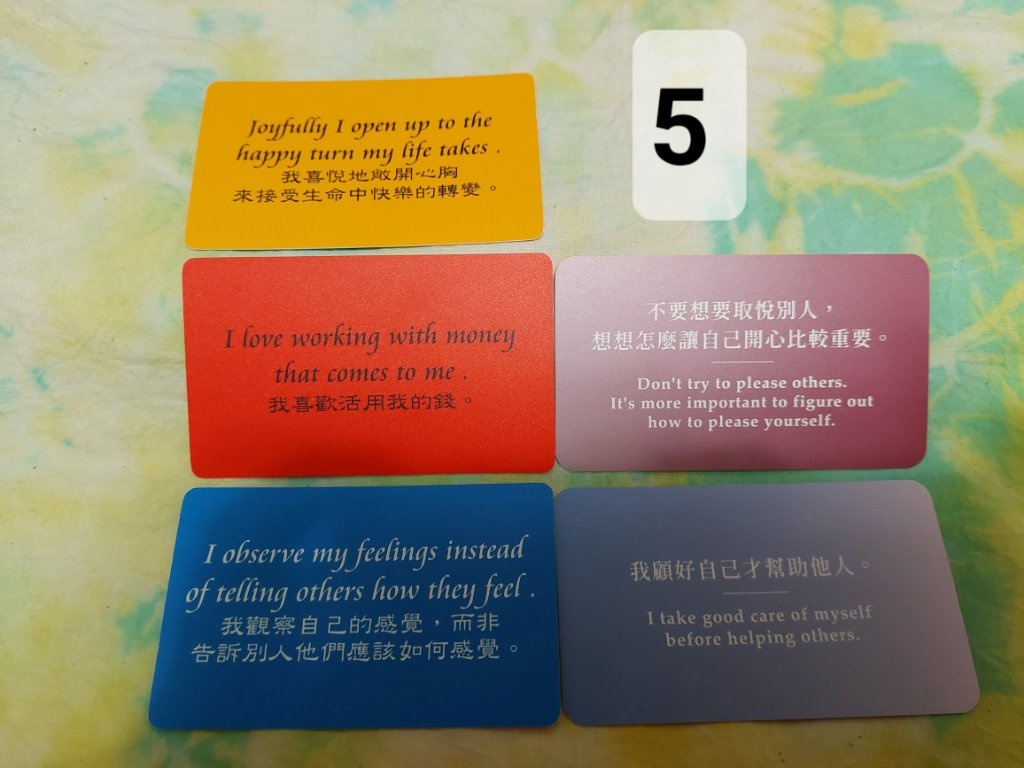 Joyfully I open up to the
happy turn my life takes .
我喜悅地敞開心胸
來接受生命中快樂的轉變。
5
I love working with money
that comes to me .
我喜歡活用我的錢。
不要想要取悅別人，
想想怎麼讓自己開心比較重要。
Don't try to please others.
It's more important to figure out
how to please yourself.
I observe my feelings instead
of telling others how they feel .
我觀察自己的感覺，而非
告訴別人他們應該如何感覺。
我顧好自己才幫助他人。
I take good care of myself
before helping others.